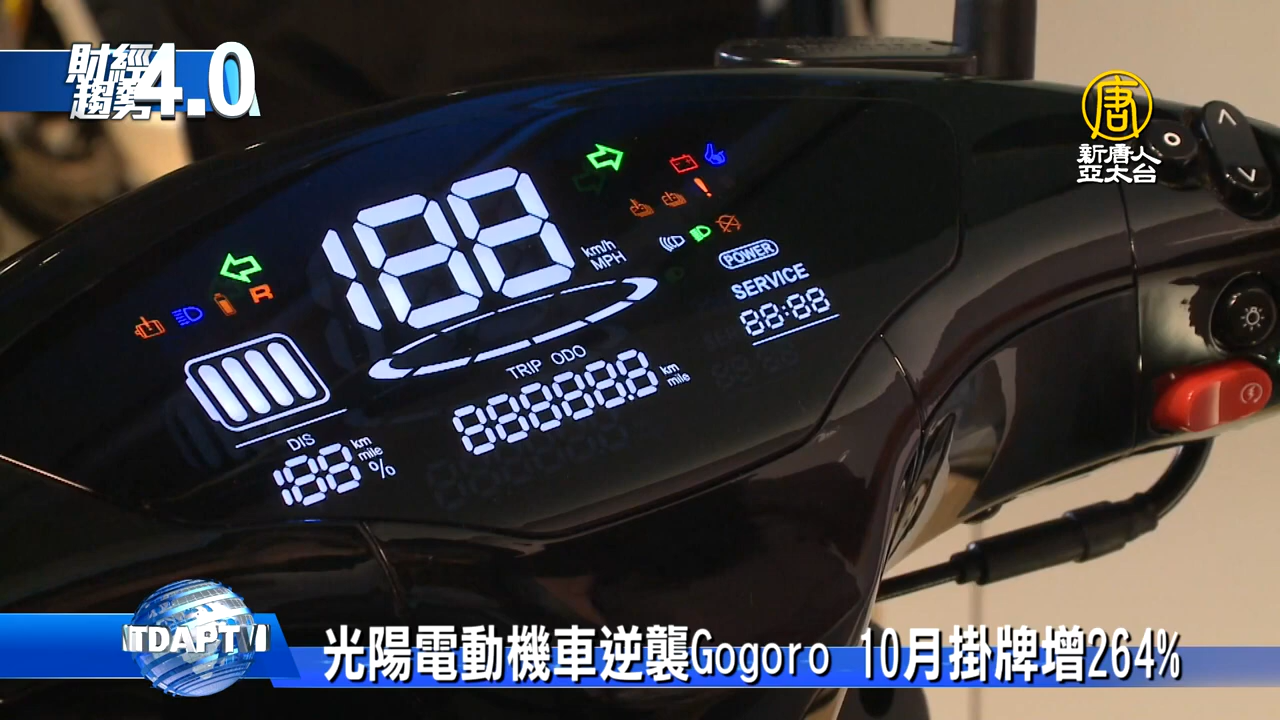 財經
趨勢4.0
唐
新唐人
亞太台
188
km/h
MPH
POWER
SERVICE
88:88
R
TRIP ODO
88888.8
km
mile
DIS
188
km
mile
%
NTDAPTV
光陽電動機車逆襲Gogoro 10月掛牌增264%